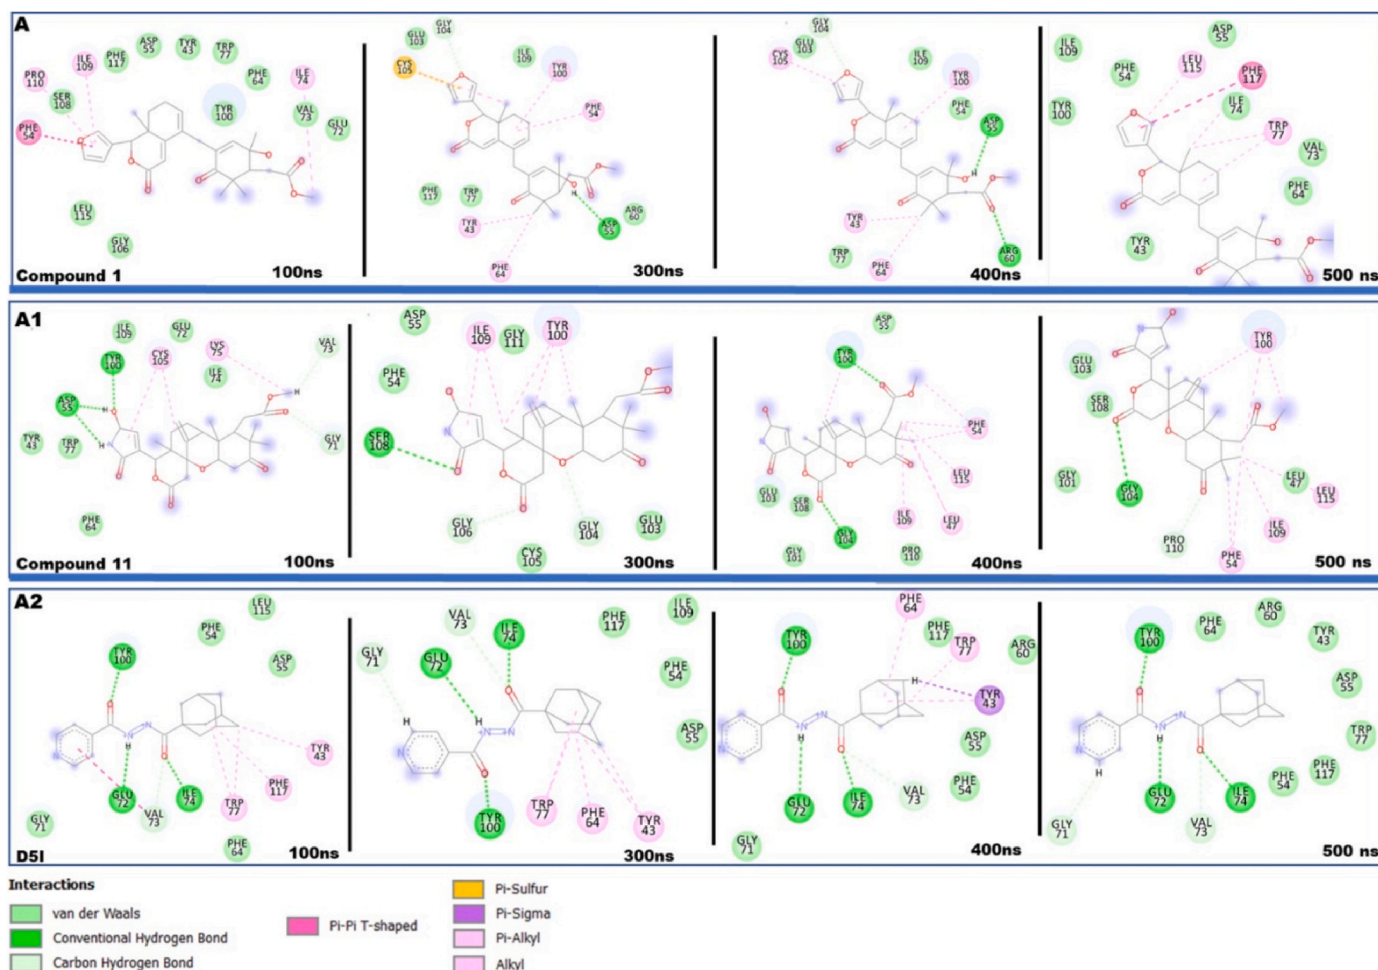 A
PRO 110
ILE 109
PHE 117
ASP 55
TYR 43
TRP 77
PHE 64
ILE 74
SER 108
TYR 100
VAL 73
GLU 72
PHE 54
LEU 115
GLY 106
Compound 1
100ns
GLU 103
GLY 104
CYS 105
ILE 109
TYR 100
PHE 54
PHE 117
TRP 77
TYR 43
ARG 60
ASP 55
PHE 64
300ns
GLY 104
GLU 103
CYS 105
ILE 109
TYR 100
PHE 54
ASP 55
TYR 43
TRP 77
PHE 64
ARG 60
400ns
ILE 109
PHE 54
LEU 115
ASP 55
PHE 117
TYR 100
ILE 74
TRP 77
VAL 73
PHE 64
TYR 43
500 ns
A1
ILE 109
GLU 72
LYS 75
VAL 73
TYR 100
CYS 105
ILE 74
ASP 55
TYR 43
TRP 77
GLY 71
PHE 64
Compound 11
100ns
ASP 55
ILE 109
GLY 111
TYR 100
PHE 54
SER 108
GLY 106
GLY 104
GLU 103
CYS 105
300ns
ASP 55
TYR 100
PHE 54
GLU 103
SER 108
LEU 115
GLY 104
ILE 109
LEU 47
GLY 101
PRO 110
400ns
TYR 100
GLU 103
SER 108
GLY 101
GLY 104
LEU 47
LEU 115
PRO 110
ILE 109
PHE 54
500 ns
A2
LEU 115
PHE 54
TYR 100
ASP 55
TYR 43
PHE 117
GLU 72
VAL 73
ILE 74
TRP 77
GLY 71
PHE 64
D5I
100ns
VAL 73
ILE 74
PHE 117
ILE 109
GLY 71
GLU 72
PHE 54
ASP 55
TYR 100
TRP 77
PHE 64
TYR 43
300ns
PHE 64
TYR 100
PHE 117
TRP 77
ARG 60
TYR 43
ASP 55
PHE 54
GLU 72
ILE 74
VAL 73
GLY 71
400ns
TYR 100
PHE 64
ARG 60
TYR 43
ASP 55
TRP 77
PHE 117
PHE 54
GLU 72
ILE 74
VAL 73
GLY 71
500 ns
Interactions
van der Waals
Conventional Hydrogen Bond
Carbon Hydrogen Bond
Pi-Pi T-shaped
Pi-Sulfur
Pi-Sigma
Pi-Alkyl
Alkyl